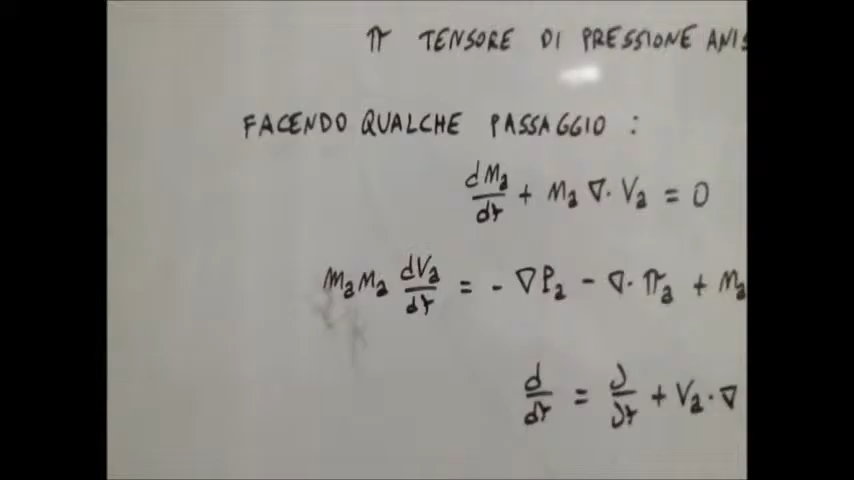 π TENSORE DI PRESSIONE ANIS
FACENDO QUALCHE PASSAGGIO :
dn_a/dt + n_a ∇· V_a = 0
m_a n_a dV_a/dt = - ∇P_a - ∇· π_a + n_a
d/dt = ∂/∂t + V_a · ∇